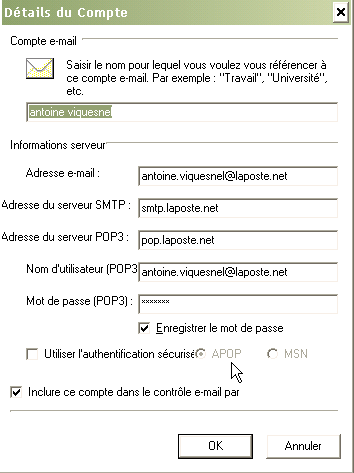 Détails du Compte
Compte e-mail
Saisir le nom pour lequel vous voulez vous référencer à
ce compte e-mail. Par exemple : "Travail", "Université",
etc.
antoine viquesnel
Informations serveur
Adresse e-mail :
antoine.viquesnel@laposte.net
Adresse du serveur SMTP :
smtp.laposte.net
Adresse du serveur POP3 :
pop.laposte.net
Nom d'utilisateur (POP3
antoine.viquesnel@laposte.net
Mot de passe (POP3) :
*******
Enregistrer le mot de passe
Utiliser l'authentification sécurisé
APOP
MSN
Inclure ce compte dans le contrôle e-mail par
OK
Annuler